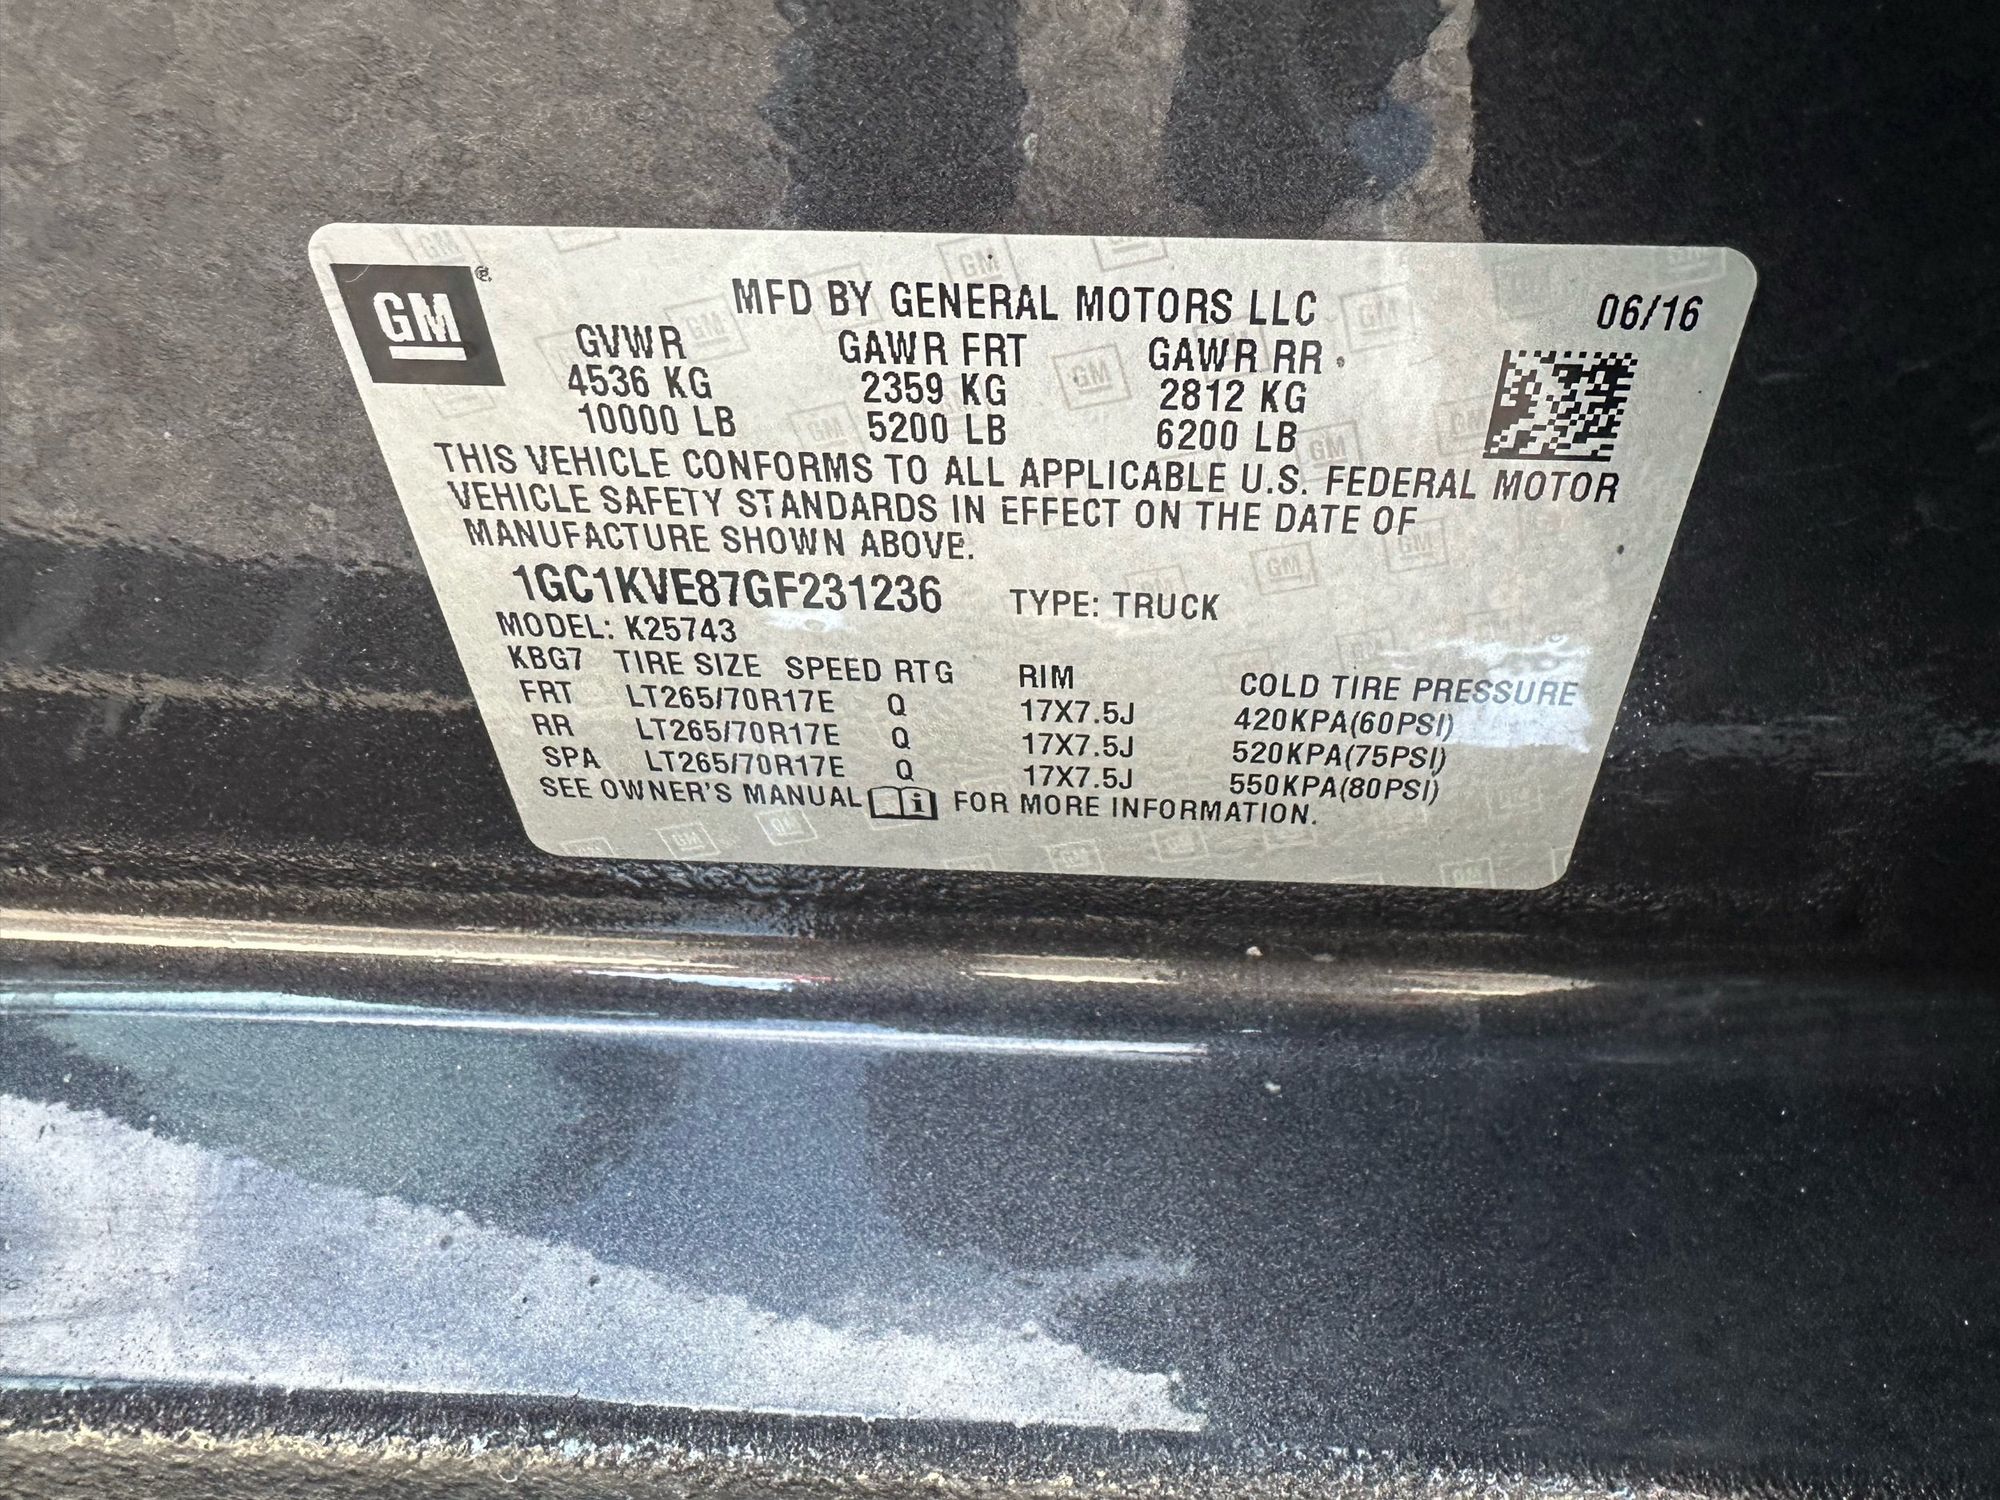 GM®
MFD BY GENERAL MOTORS LLC 06/16
GVWR GAWR FRT GAWR RR
4536 KG 2359 KG 2812 KG
10000 LB 5200 LB 6200 LB
THIS VEHICLE CONFORMS TO ALL APPLICABLE U.S. FEDERAL MOTOR
VEHICLE SAFETY STANDARDS IN EFFECT ON THE DATE OF
MANUFACTURE SHOWN ABOVE.
1GC1KVE87GF231236 TYPE: TRUCK
MODEL: K25743
KBG7 TIRE SIZE SPEED RTG RIM COLD TIRE PRESSURE
FRT LT265/70R17E Q 17X7.5J 420KPA(60PSI)
RR LT265/70R17E Q 17X7.5J 520KPA(75PSI)
SPA LT265/70R17E Q 17X7.5J 550KPA(80PSI)
SEE OWNER'S MANUAL i FOR MORE INFORMATION.